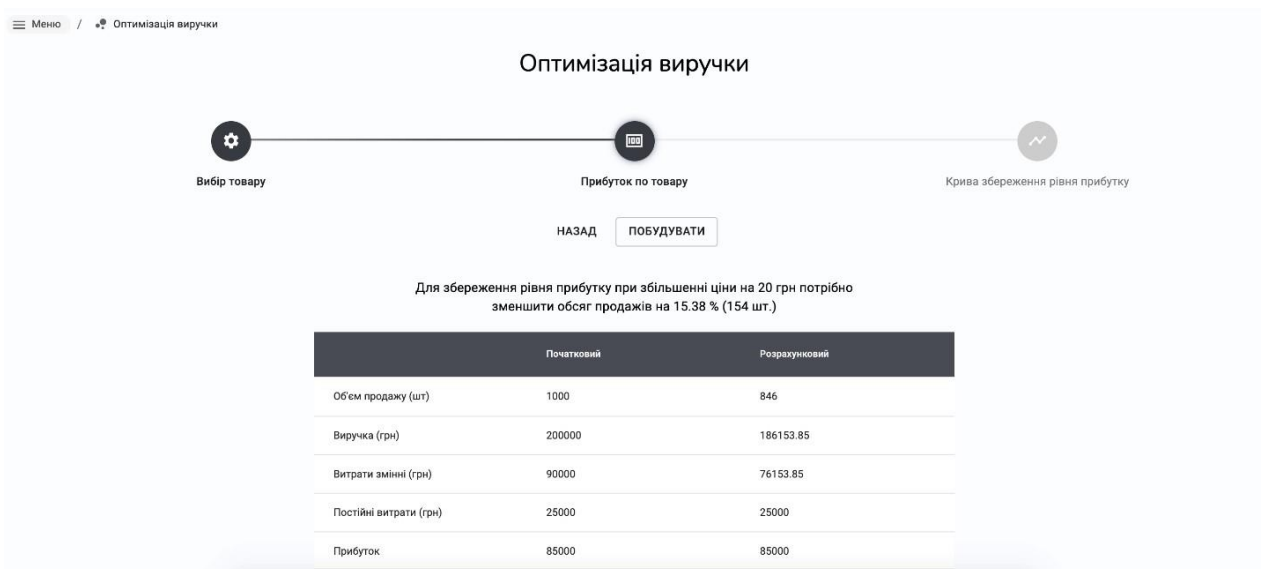 Меню / Оптимізація виручки
Оптимізація виручки
Вибір товару Прибуток по товару Крива збереження рівня прибутку
НАЗАД ПОБУДУВАТИ
Для збереження рівня прибутку при збільшенні ціни на 20 грн потрібно
зменшити обсяг продажів на 15.38 % (154 шт.)
Початковий Розрахунковий
Об'єм продажу (шт) 1000 846
Виручка (грн) 200000 186153.85
Витрати змінні (грн) 90000 76153.85
Постійні витрати (грн) 25000 25000
Прибуток 85000 85000